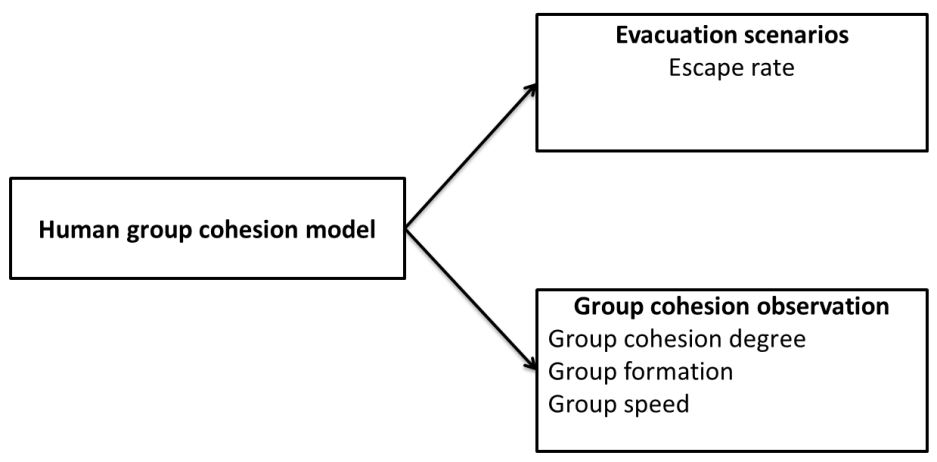 Evacuation scenarios
Escape rate
Human group cohesion model
Group cohesion observation
Group cohesion degree
Group formation
Group speed